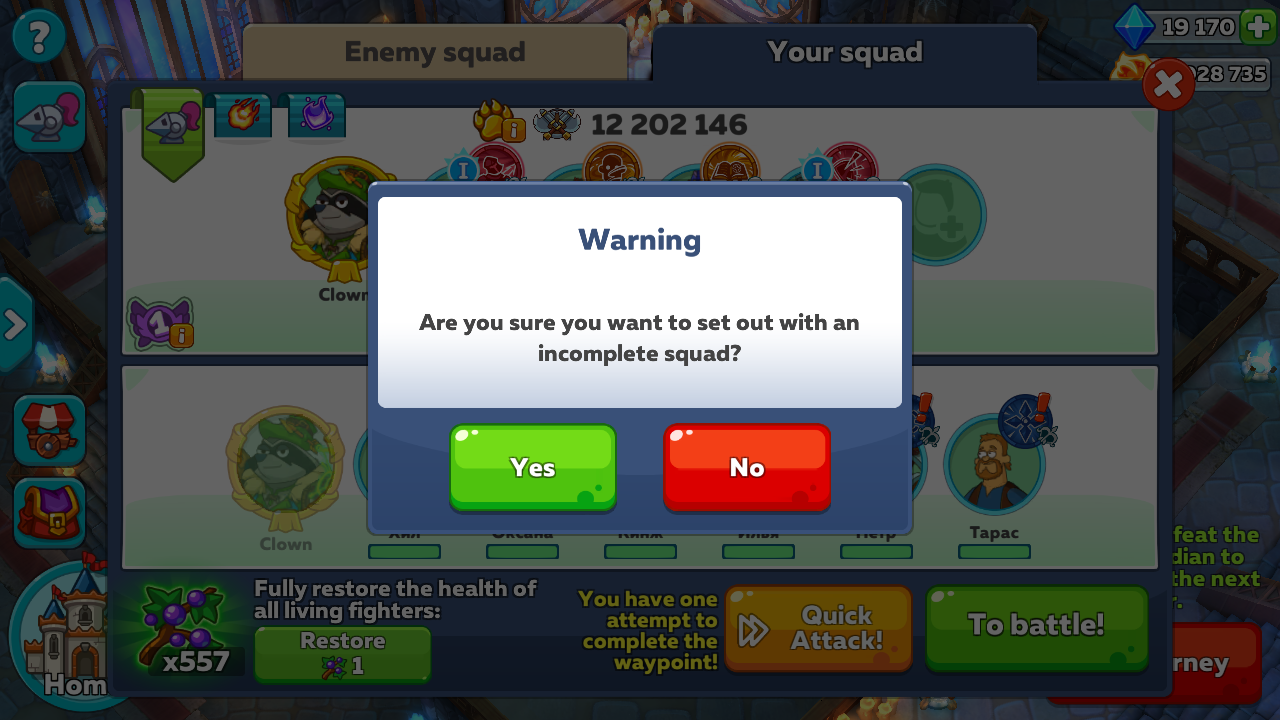 ?
Enemy squad
Your squad
19 170
028 735
12 202 146
I
I
Clown
1
Warning
Are you sure you want to set out with an
incomplete squad?
Yes
No
Clown
Оксана
Петр
Тарас
feat the
dian to
the next
r.
Fully restore the health of
all living fighters:
Restore
1
x557
You have one
attempt to
complete the
waypoint!
Quick
Attack!
To battle!
Hom
rney